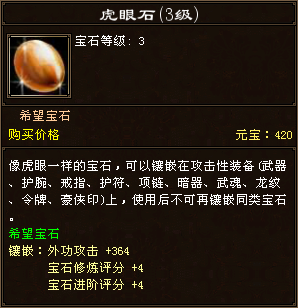 虎眼石(3级)
宝石等级: 3
希望宝石
购买价格 元宝: 420
像虎眼一样的宝石，可以镶嵌在攻击性装备(武器
、护腕、戒指、护符、项链、暗器、武魂、龙纹
、令牌、豪侠印)上，使用后不可再镶嵌同类宝石
。
希望宝石
镶嵌: 外功攻击 +364
宝石修炼评分 +4
宝石进阶评分 +4